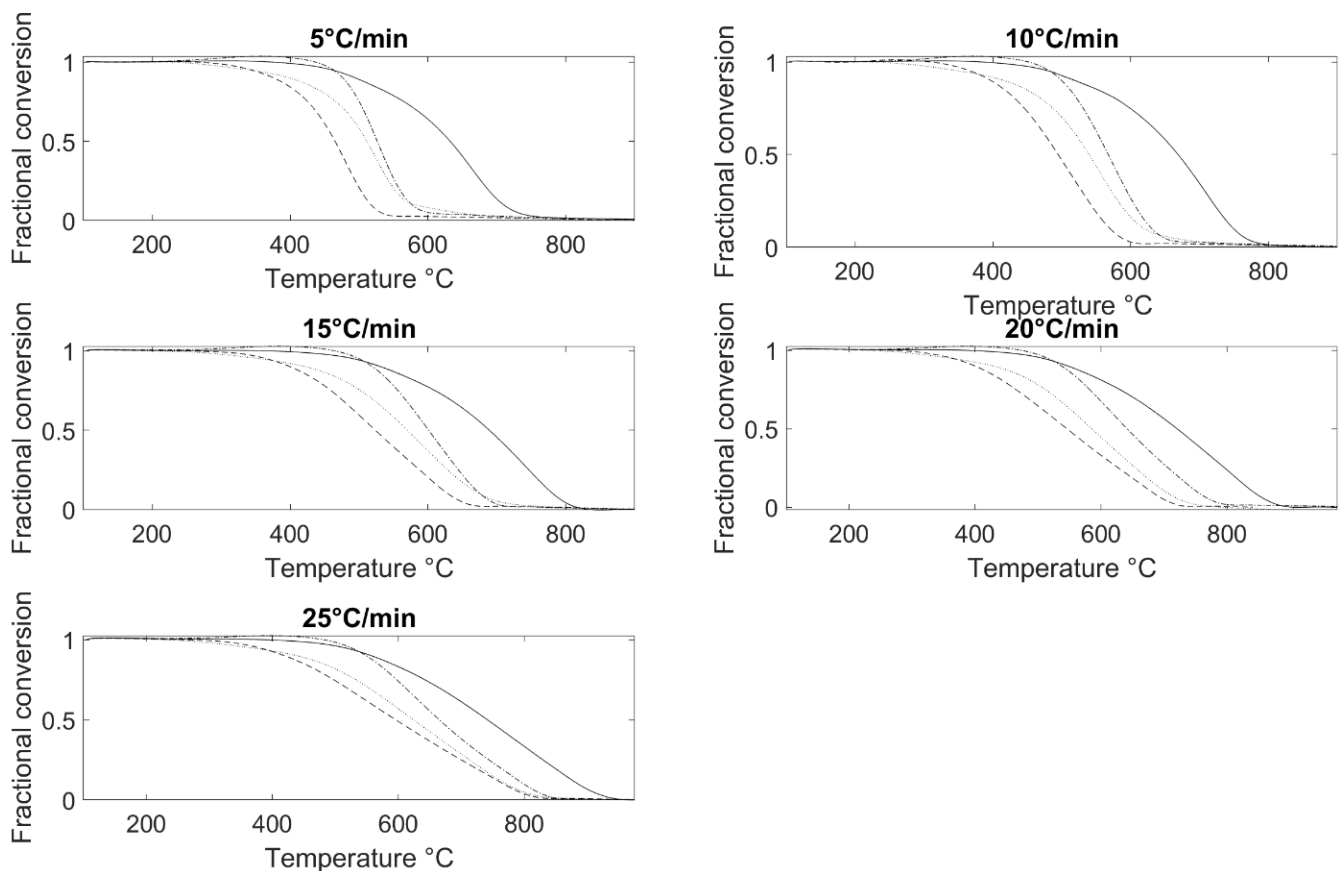 5°C/min
Fractional conversion
1
0.5
0
200 400 600 800
Temperature °C
10°C/min
Fractional conversion
1
0.5
0
200 400 600 800
Temperature °C
15°C/min
Fractional conversion
1
0.5
0
200 400 600 800
Temperature °C
20°C/min
Fractional conversion
1
0.5
0
200 400 600 800
Temperature °C
25°C/min
Fractional conversion
1
0.5
0
200 400 600 800
Temperature °C